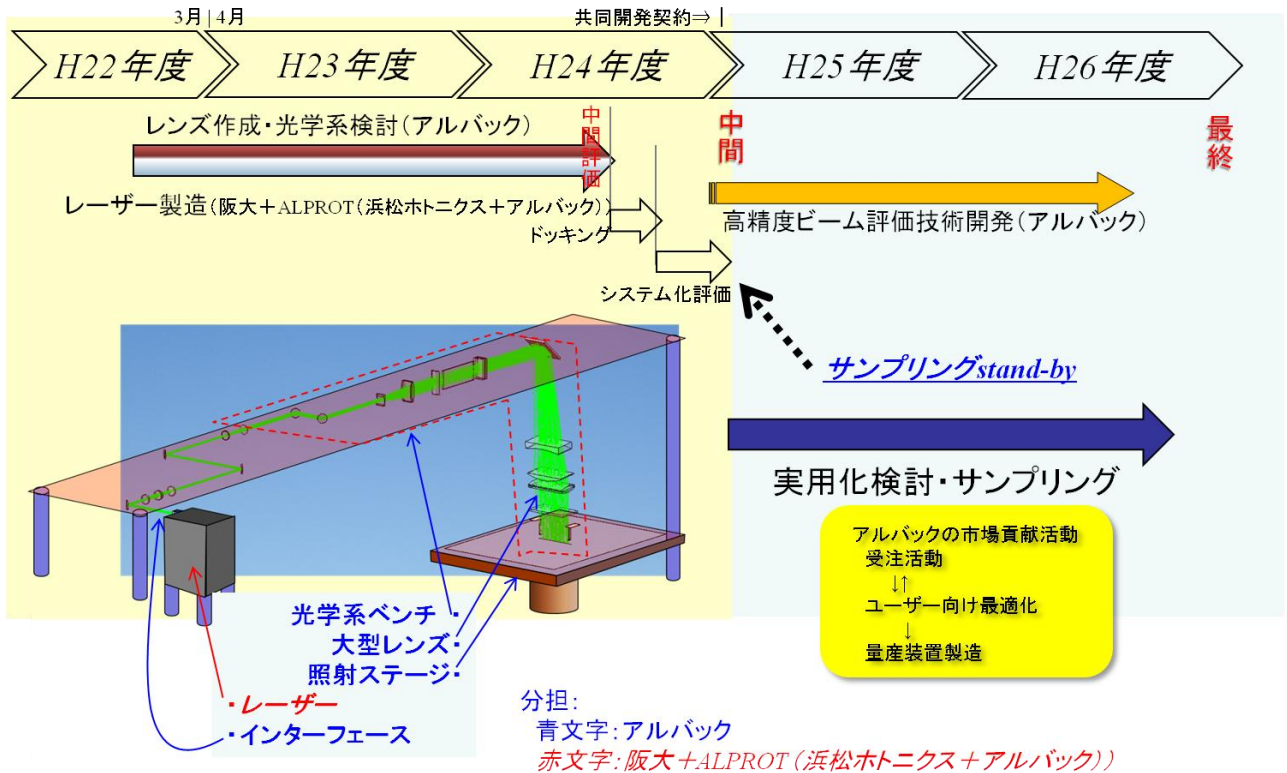 3月|4月
共同開発契約⇒|
H22年度
H23年度
H24年度
H25年度
H26年度
レンズ作成・光学系検討(アルバック)
中間評価
中間
最終
レーザー製造(阪大+ALPROT(浜松ホトニクス+アルバック))
ドッキング
高精度ビーム評価技術開発(アルバック)
システム化評価
サンプリングstand-by
実用化検討・サンプリング
アルバックの市場貢献活動
受注活動
↓↑
ユーザー向け最適化
↓
量産装置製造
光学系ベンチ・
大型レンズ・
照射ステージ・
・レーザー
・インターフェース
分担:
青文字:アルバック
赤文字:阪大+ALPROT(浜松ホトニクス+アルバック))